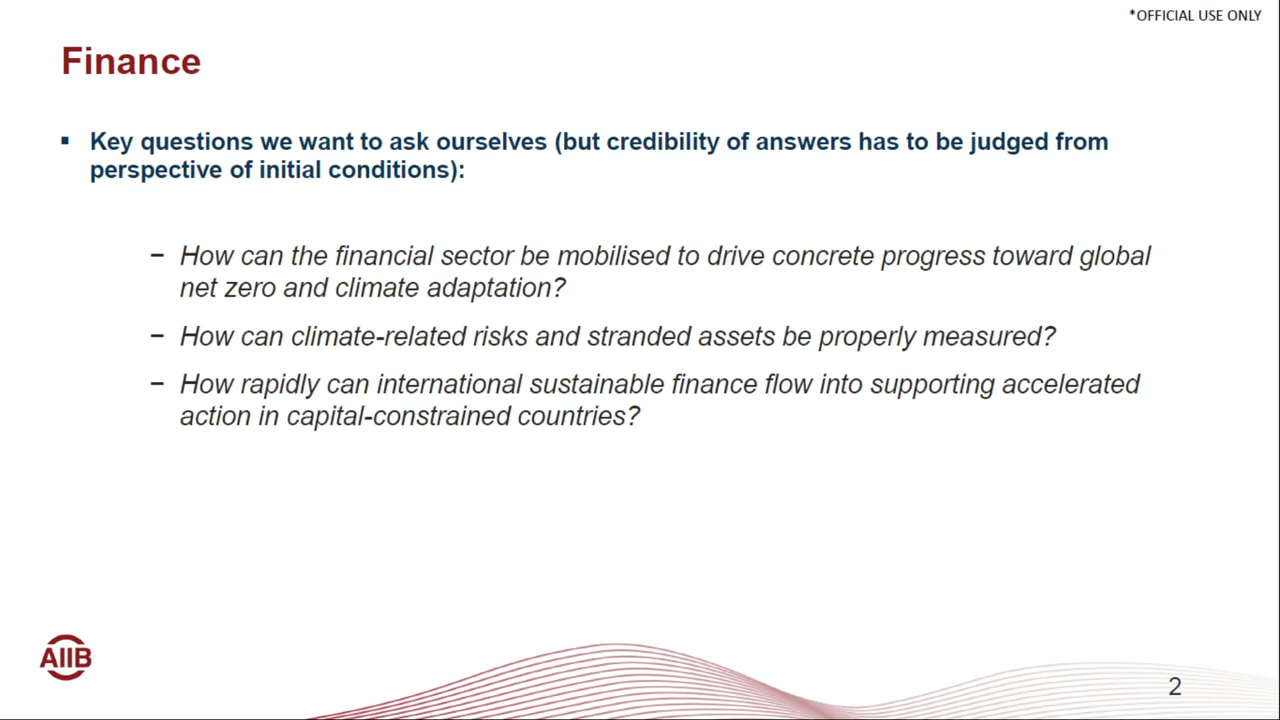 *OFFICIAL USE ONLY
Finance
▪ Key questions we want to ask ourselves (but credibility of answers has to be judged from
perspective of initial conditions):
− How can the financial sector be mobilised to drive concrete progress toward global
net zero and climate adaptation?
− How can climate-related risks and stranded assets be properly measured?
− How rapidly can international sustainable finance flow into supporting accelerated
action in capital-constrained countries?
AIIB
2